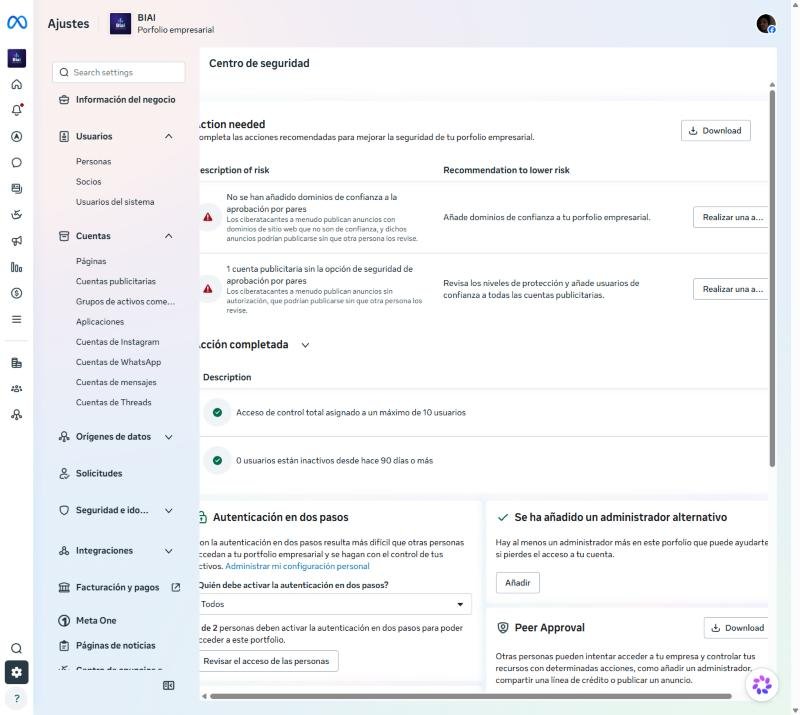 Ajustes
BIAI
Porfolio empresarial
Search settings
Información del negocio
Usuarios
Personas
Socios
Usuarios del sistema
Cuentas
Páginas
Cuentas publicitarias
Grupos de activos come...
Aplicaciones
Cuentas de Instagram
Cuentas de WhatsApp
Cuentas de mensajes
Cuentas de Threads
Orígenes de datos
Solicitudes
Seguridad e ido...
Integraciones
Facturación y pagos
Meta One
Páginas de noticias
Centro de seguridad
ction needed
Download
ompleta las acciones recomendadas para mejorar la seguridad de tu porfolio empresarial.
escription of risk
Recommendation to lower risk
No se han añadido dominios de confianza a la
aprobación por pares
Los ciberatacantes a menudo publican anuncios con
dominios de sitio web que no son de confianza, y dichos
anuncios podrían publicarse sin que otra persona los revise.
Añade dominios de confianza a tu porfolio empresarial.
Realizar una a...
1 cuenta publicitaria sin la opción de seguridad de
aprobación por pares
Los ciberatacantes a menudo publican anuncios sin
autorización, que podrían publicarse sin que otra persona los
revise.
Revisa los niveles de protección y añade usuarios de
confianza a todas las cuentas publicitarias.
Realizar una a...
cción completada
Description
Acceso de control total asignado a un máximo de 10 usuarios
0 usuarios están inactivos desde hace 90 días o más
Autenticación en dos pasos
on la autenticación en dos pasos resulta más difícil que otras personas
ccedan a tu portfolio empresarial y se hagan con el control de tus
ctivos. Administrar mi configuración personal
Quién debe activar la autenticación en dos pasos?
Todos
de 2 personas deben activar la autenticación en dos pasos para poder
cceder a este portfolio.
Revisar el acceso de las personas
Se ha añadido un administrador alternativo
Hay al menos un administrador más en este porfolio que puede ayudarte
si pierdes el acceso a tu cuenta.
Añadir
Peer Approval
Download
Otras personas pueden intentar acceder a tu empresa y controlar tus
recursos con determinadas acciones, como añadir un administrador,
compartir una línea de crédito o publicar un anuncio.